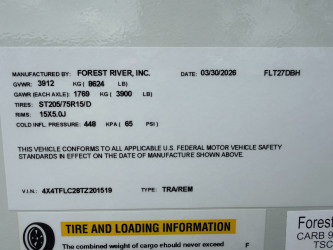 MANUFACTURED BY: FOREST RIVER, INC. DATE: 03/30/2026 FLT27DBH
GVWR: 3912 KG ( 8624 LB)
GAWR (EACH AXLE): 1769 KG ( 3900 LB)
TIRES: ST205/75R15/D
RIMS: 15X5.0J
COLD INFL. PRESSURE: 448 KPA ( 65 PSI)
THIS VEHICLE CONFORMS TO ALL APPLICABLE U.S. FEDERAL MOTOR VEHICLE SAFETY
STANDARDS IN EFFECT ON THE DATE OF MANUFACTURE SHOWN ABOVE.
V.I.N.: 4X4TFLC28TZ201519 TYPE: TRA/REM
TIRE AND LOADING INFORMATION
The combined weight of cargo should never exceed
F
Forest R
CARB 9
TSC